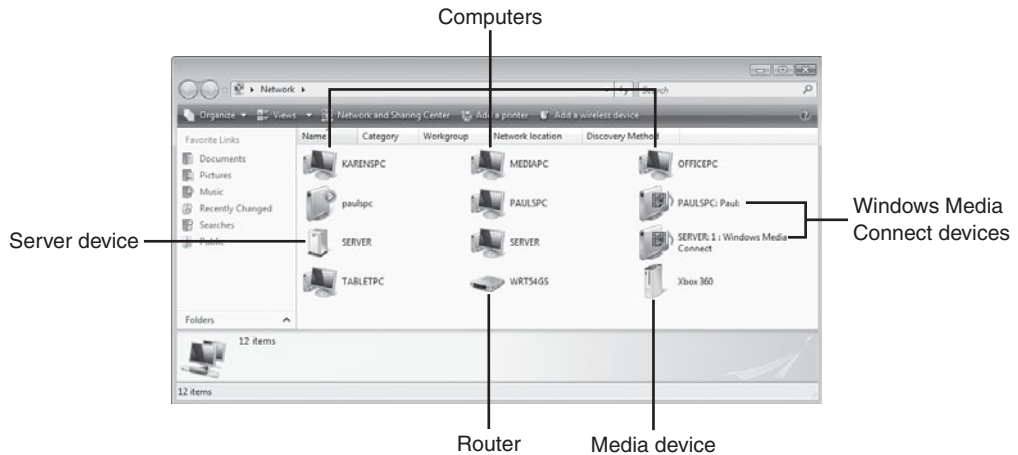 Computers
Network
Search
Organize Views Network and Sharing Center Add a printer Add a wireless device
Favorite Links
Documents
Pictures
Music
Recently Changed
Searches
Public
Folders
Name Category Workgroup Network location Discovery Method
KARENSPC MEDIAPC OFFICEPC
paulspc PAULSPC PAULSPC: Paul:
SERVER SERVER SERVER: 1 : Windows Media
Connect
TABLETPC WRT54GS Xbox 360
12 items
12 items
Server device
Windows Media
Connect devices
Router Media device